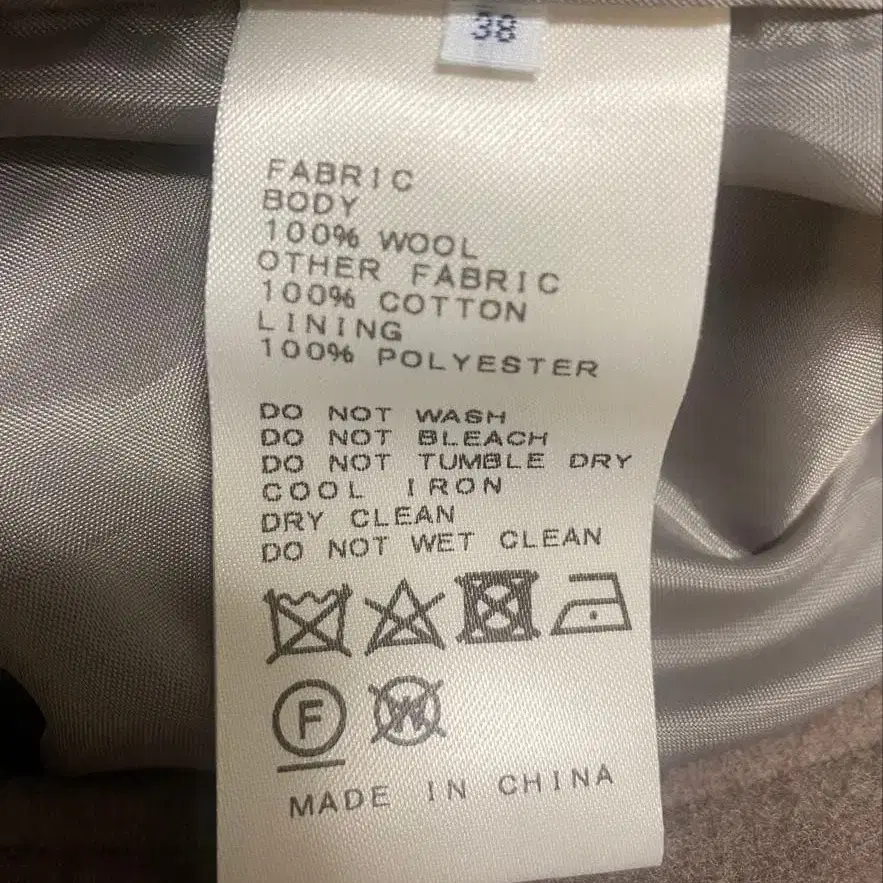 38
FABRIC
BODY
100% WOOL
OTHER FABRIC
100% COTTON
LINING
100% POLYESTER
DO NOT WASH
DO NOT BLEACH
DO NOT TUMBLE DRY
COOL IRON
DRY CLEAN
DO NOT WET CLEAN
F W
MADE IN CHINA